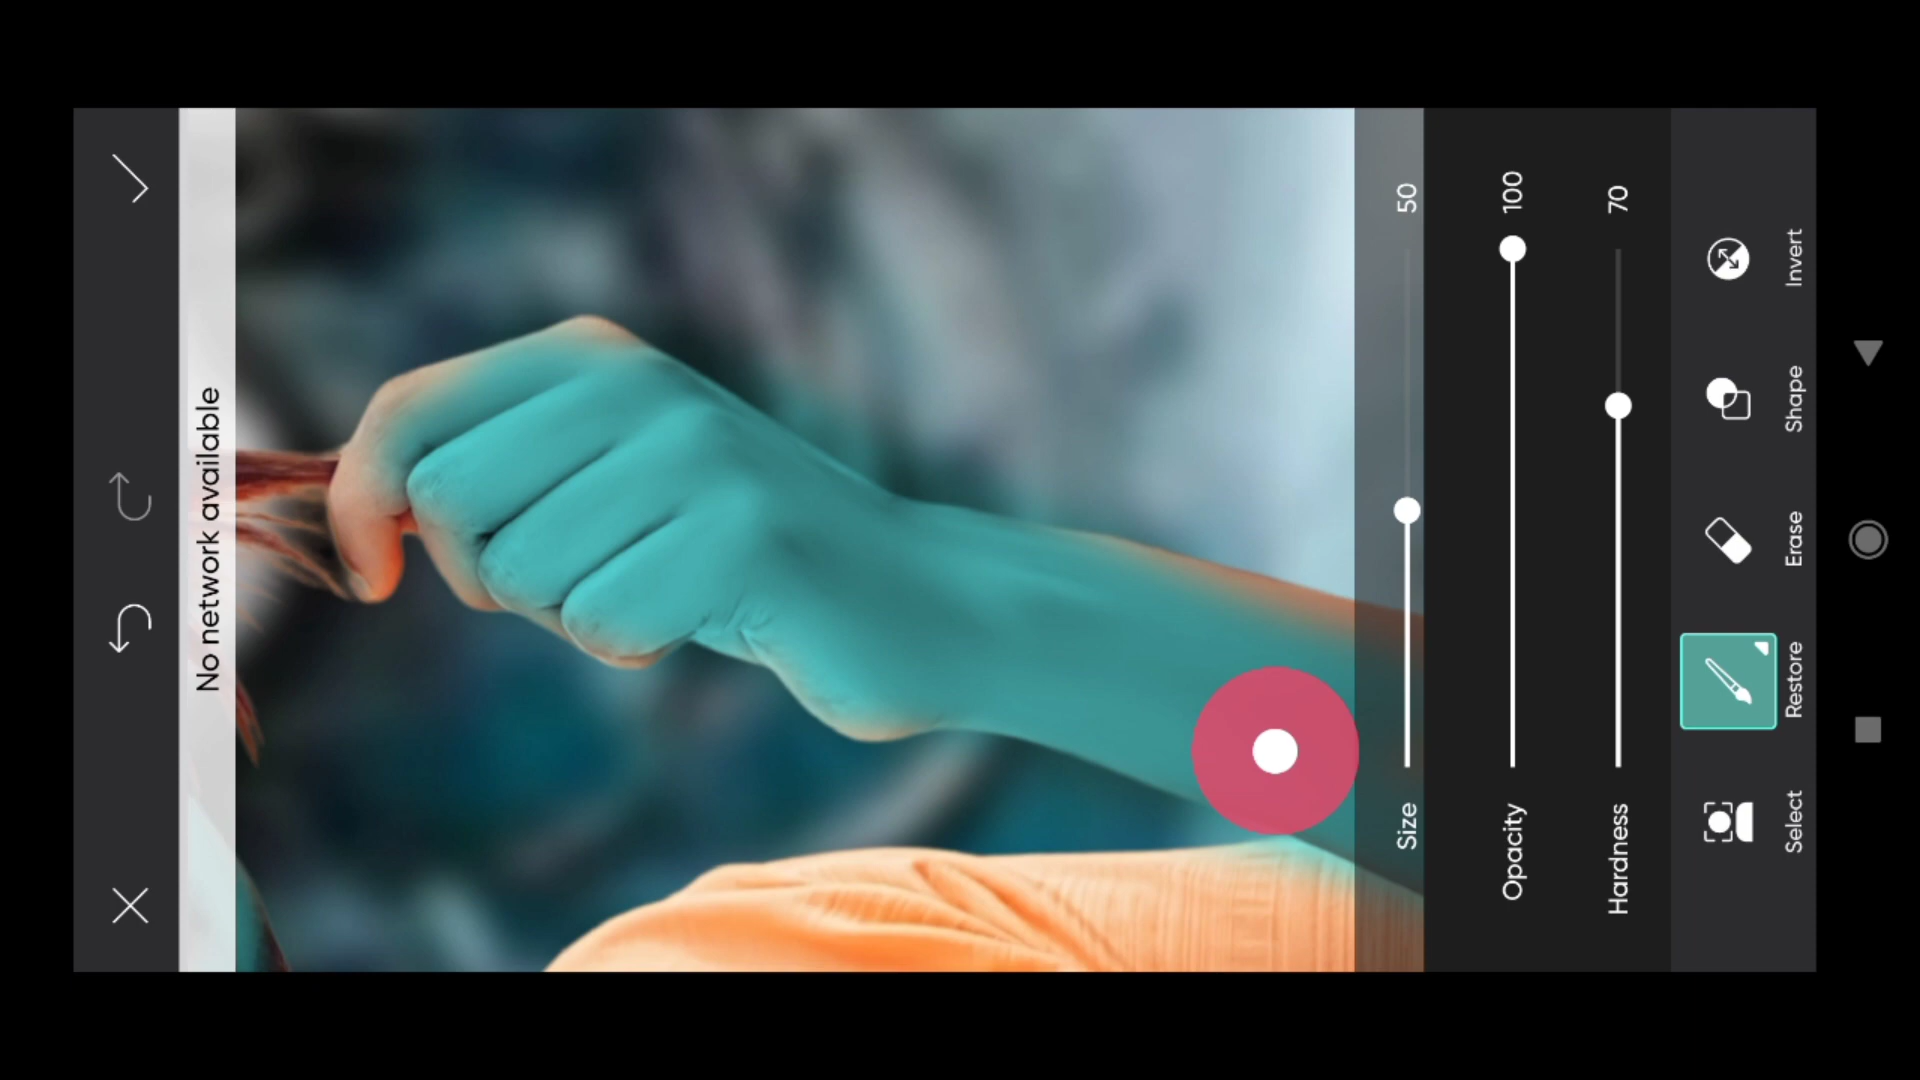 No network available
Size 50
Opacity 100
Hardness 70
Select Restore Erase Shape Invert